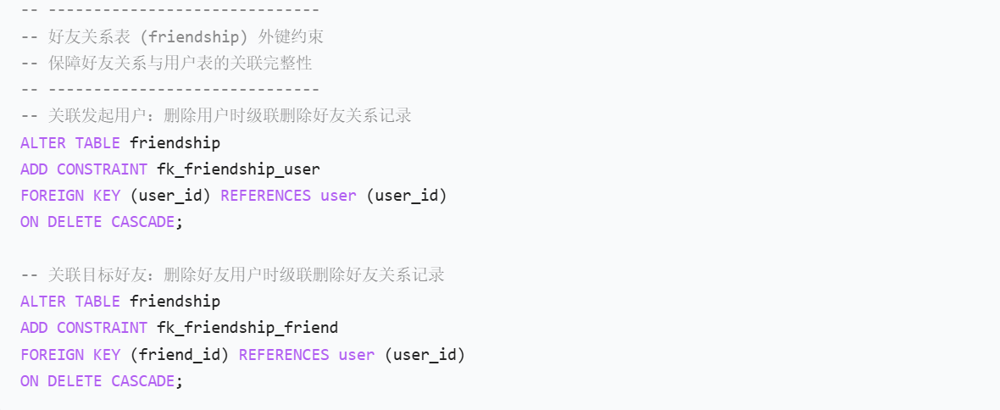 -- ------------------------------
-- 好友关系表 (friendship) 外键约束
-- 保障好友关系与用户表的关联完整性
-- ------------------------------
-- 关联发起用户：删除用户时级联删除好友关系记录
ALTER TABLE friendship
ADD CONSTRAINT fk_friendship_user
FOREIGN KEY (user_id) REFERENCES user (user_id)
ON DELETE CASCADE;

-- 关联目标好友：删除好友用户时级联删除好友关系记录
ALTER TABLE friendship
ADD CONSTRAINT fk_friendship_friend
FOREIGN KEY (friend_id) REFERENCES user (user_id)
ON DELETE CASCADE;